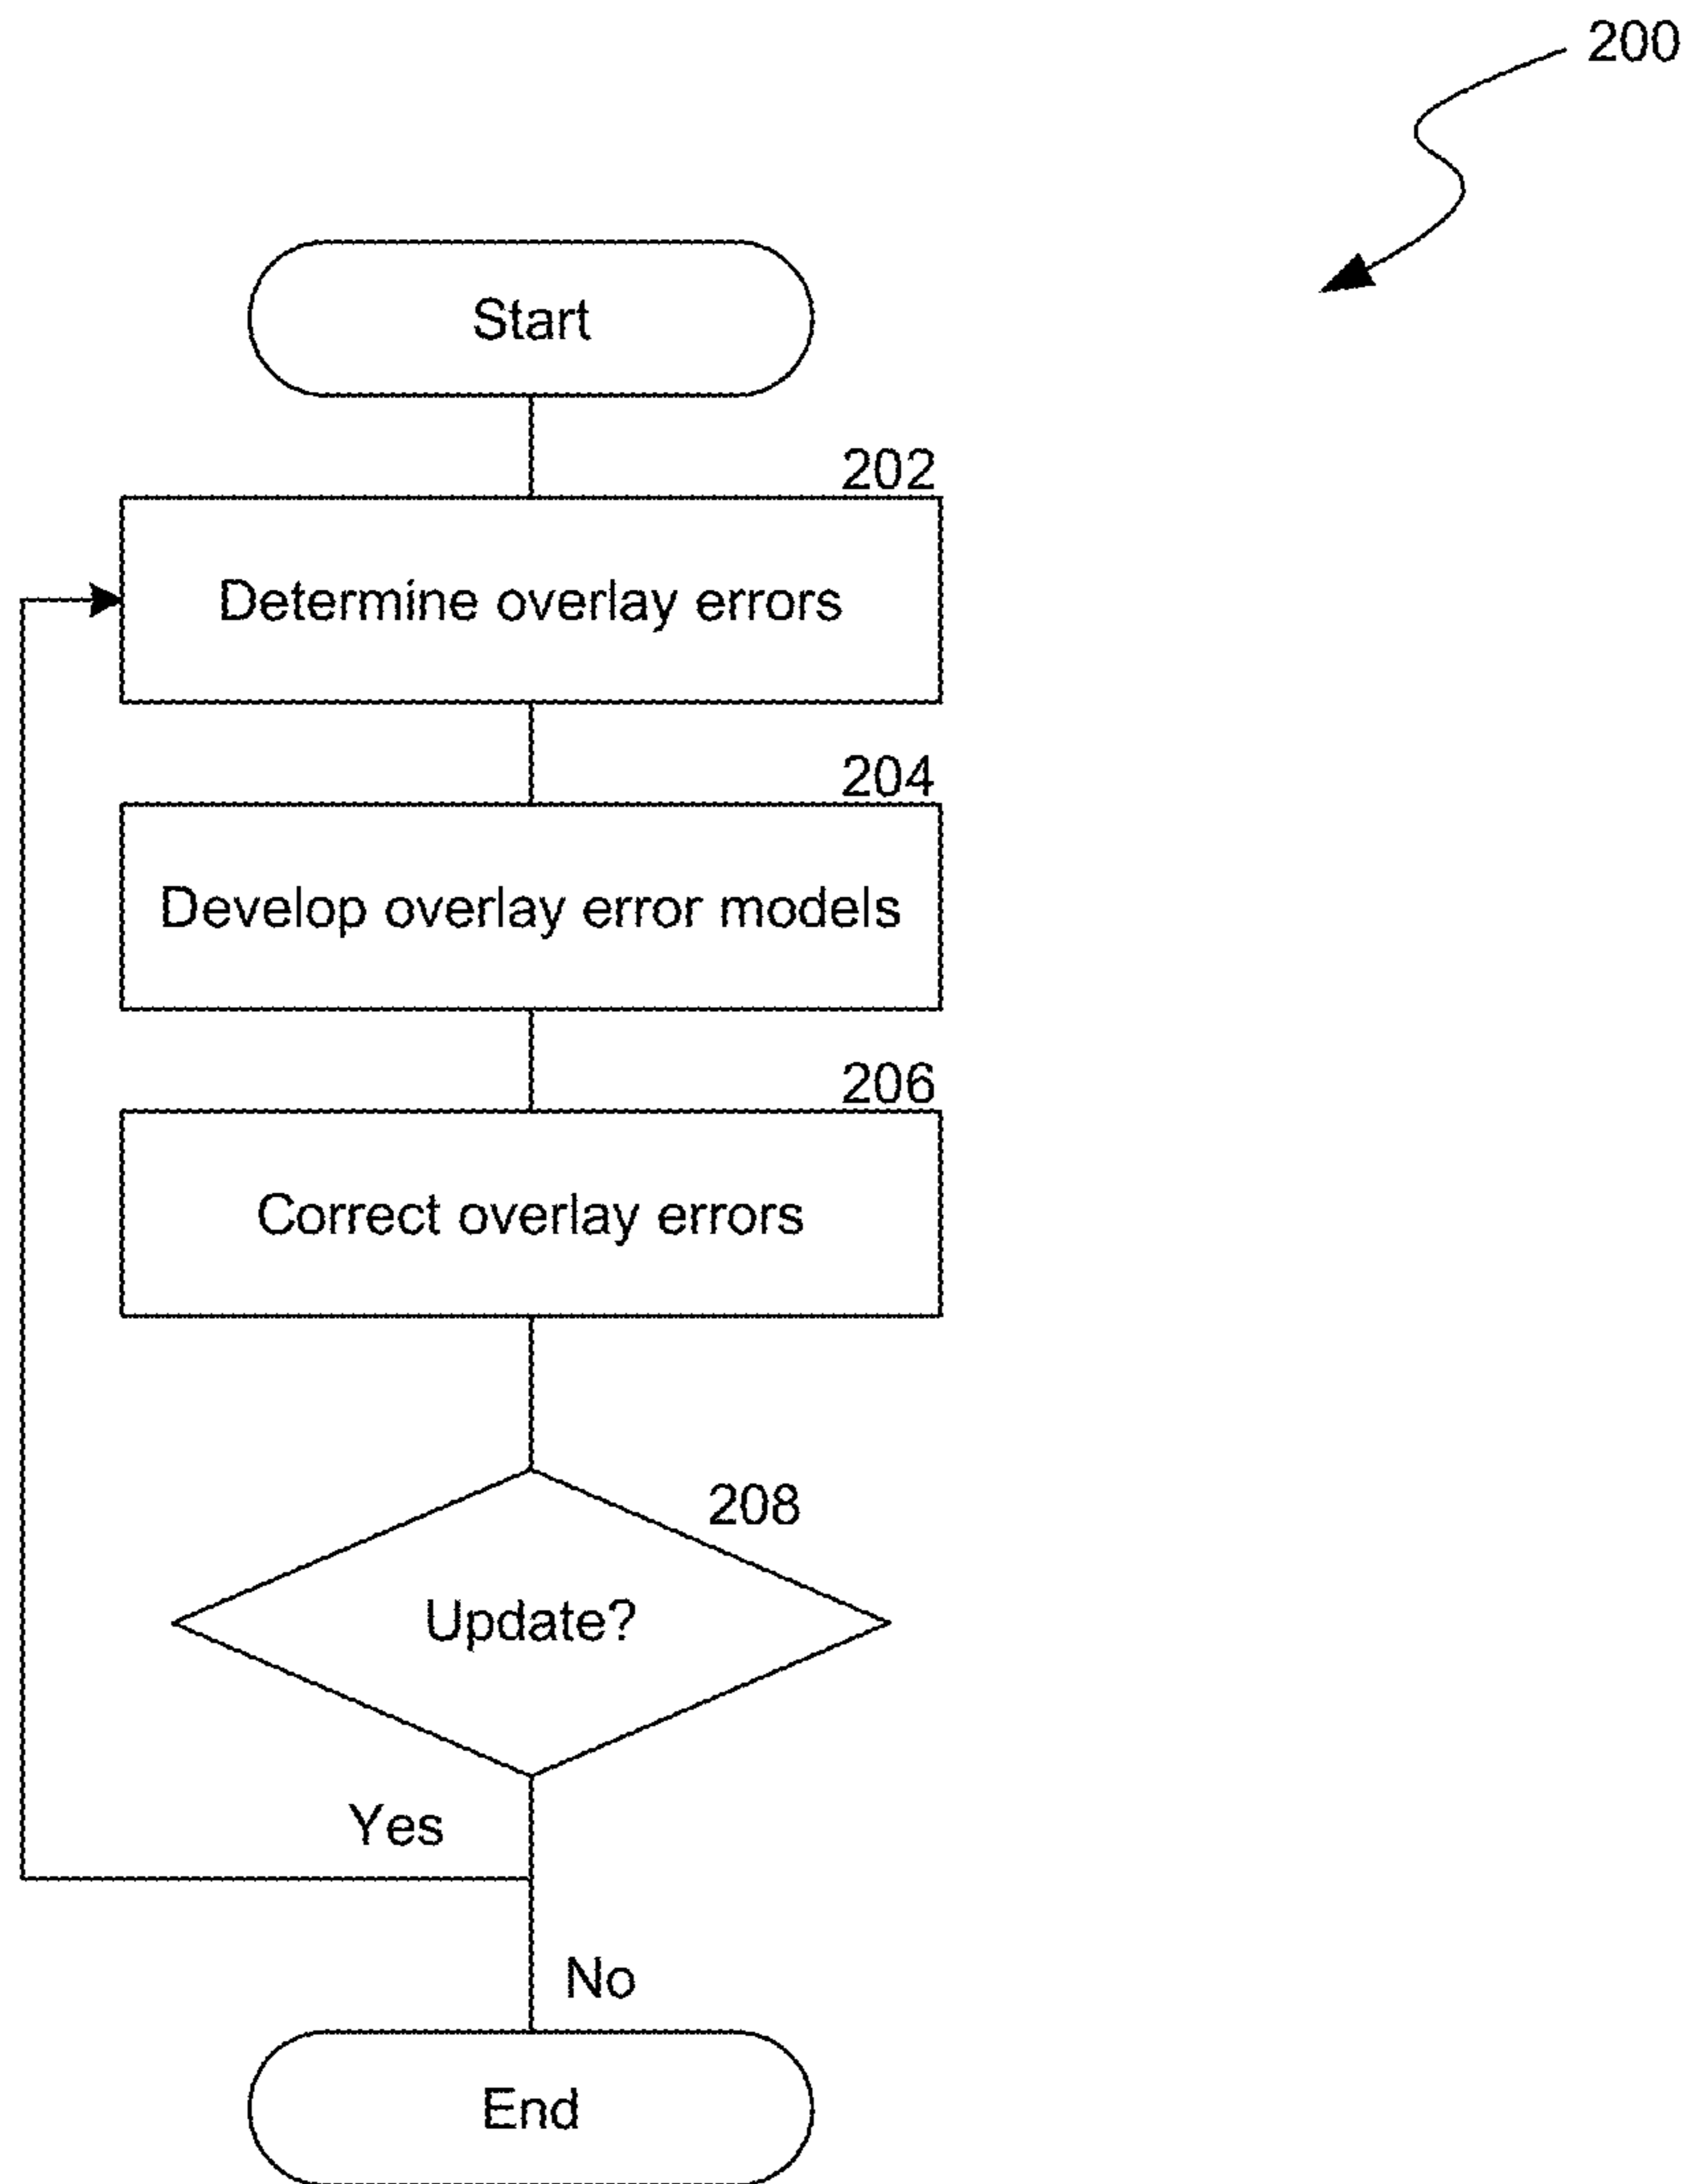 200
Start
202
Determine overlay errors
204
Develop overlay error models
206
Correct overlay errors
208
Update?
Yes
No
End